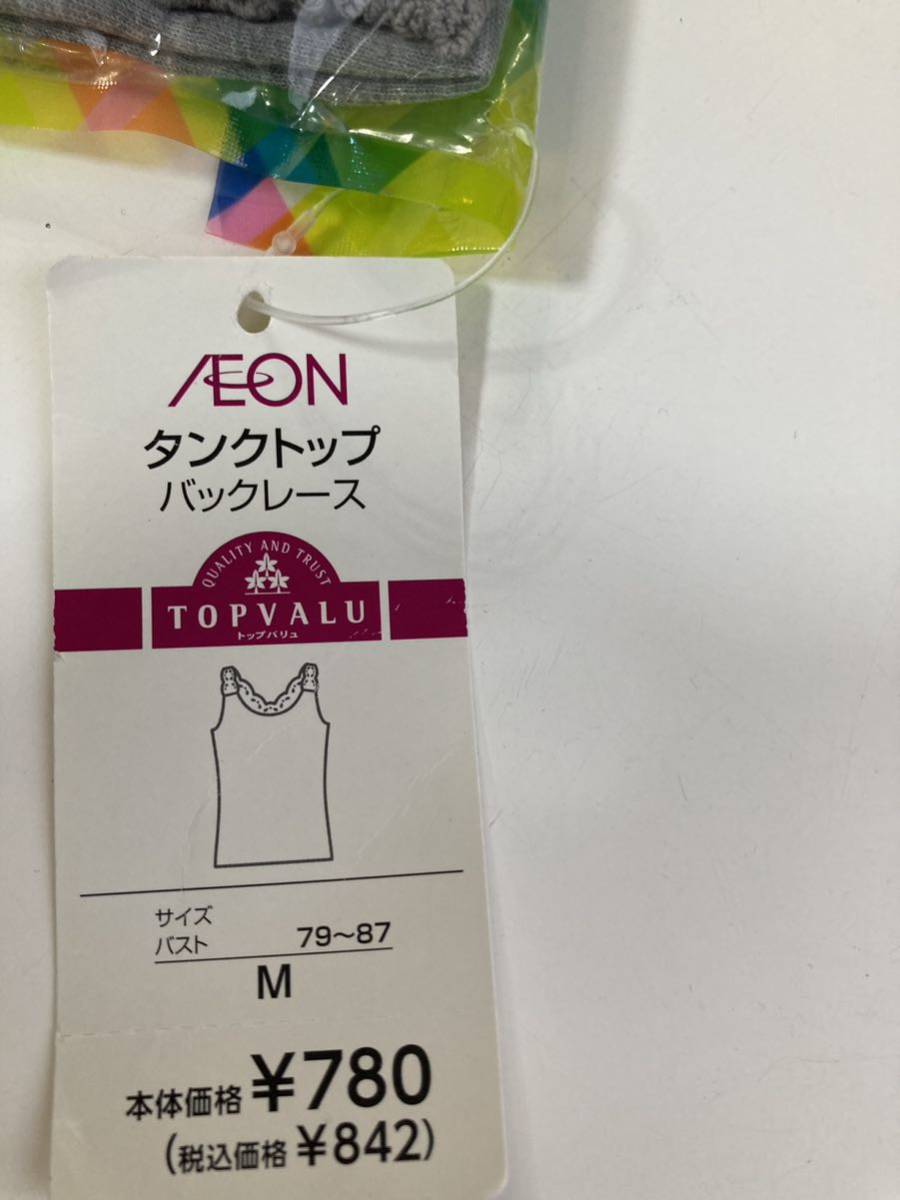 ÆON
タンクトップ
バックレース
QUALITY AND TRUST
TOPVALU
トップバリュ
サイズ
バスト 79〜87
M
本体価格 ¥780
(税込価格 ¥842)